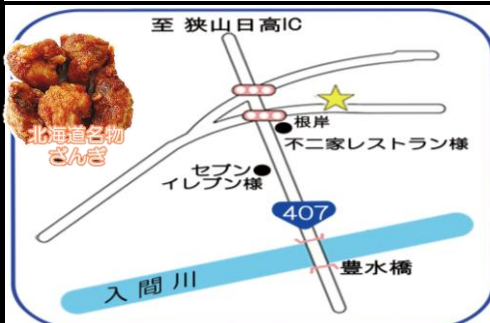 至 狭山日高IC
北海道名物
ざんぎ
根岸
不二家レストラン様
セブン
イレブン様
407
豊水橋
入間川